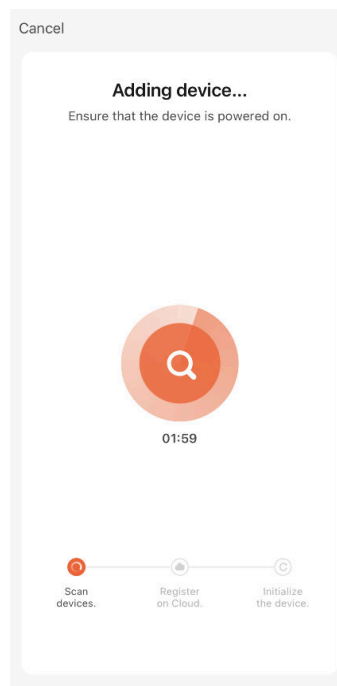 Cancel
Adding device...
Ensure that the device is powered on.
01:59
Scan
devices.
Register
on Cloud.
Initialize
the device.